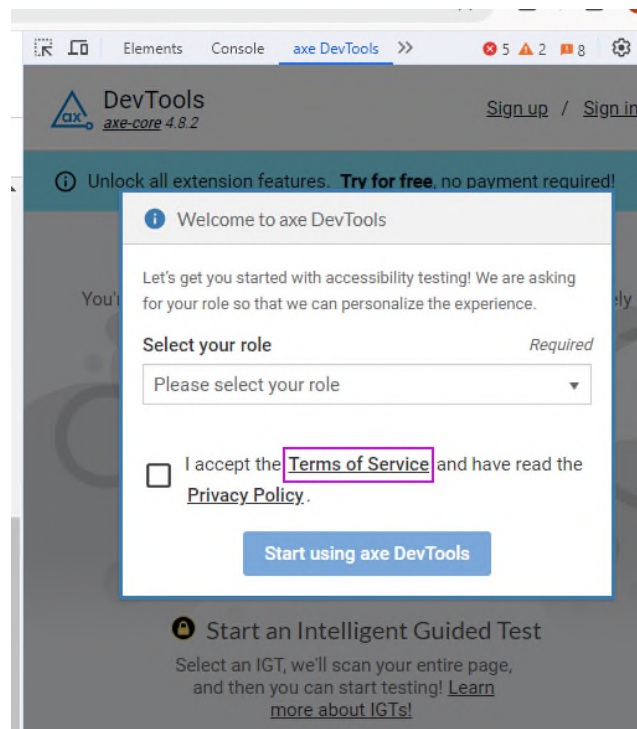 Elements Console axe DevTools 5 2 8
DevTools
ax
axe-core 4.8.2
Sign up / Sign in
Unlock all extension features. Try for free, no payment required!
Welcome to axe DevTools
Let's get you started with accessibility testing! We are asking
for your role so that we can personalize the experience.
Select your role Required
Please select your role
I accept the Terms of Service and have read the
Privacy Policy.
Start using axe DevTools
Start an Intelligent Guided Test
Select an IGT, we'll scan your entire page,
and then you can start testing! Learn
more about IGTs!